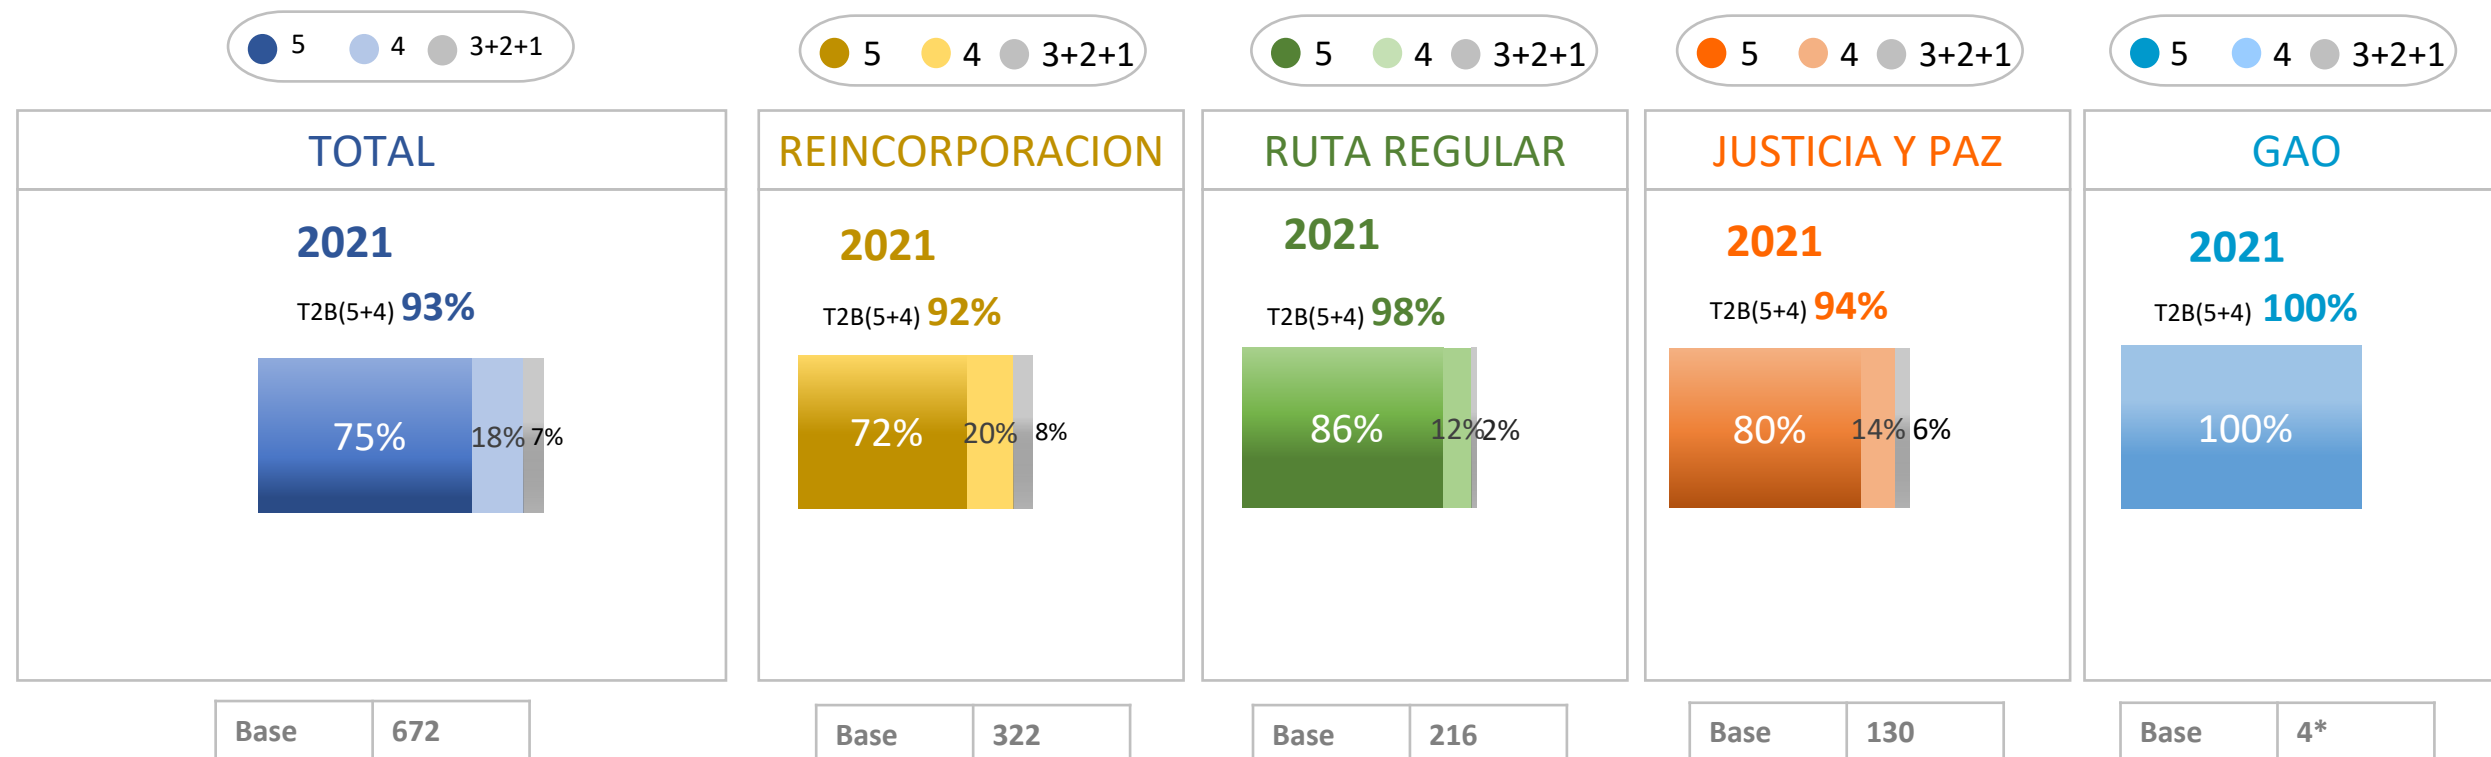 5 4 3+2+1
5 4 3+2+1
5 4 3+2+1
5 4 3+2+1
5 4 3+2+1
TOTAL
2021
T2B(5+4) 93%
75% 18% 7%
Base 672
REINCORPORACION
2021
T2B(5+4) 92%
72% 20% 8%
Base 322
RUTA REGULAR
2021
T2B(5+4) 98%
86% 12% 2%
Base 216
JUSTICIA Y PAZ
2021
T2B(5+4) 94%
80% 14% 6%
Base 130
GAO
2021
T2B(5+4) 100%
100%
Base 4*